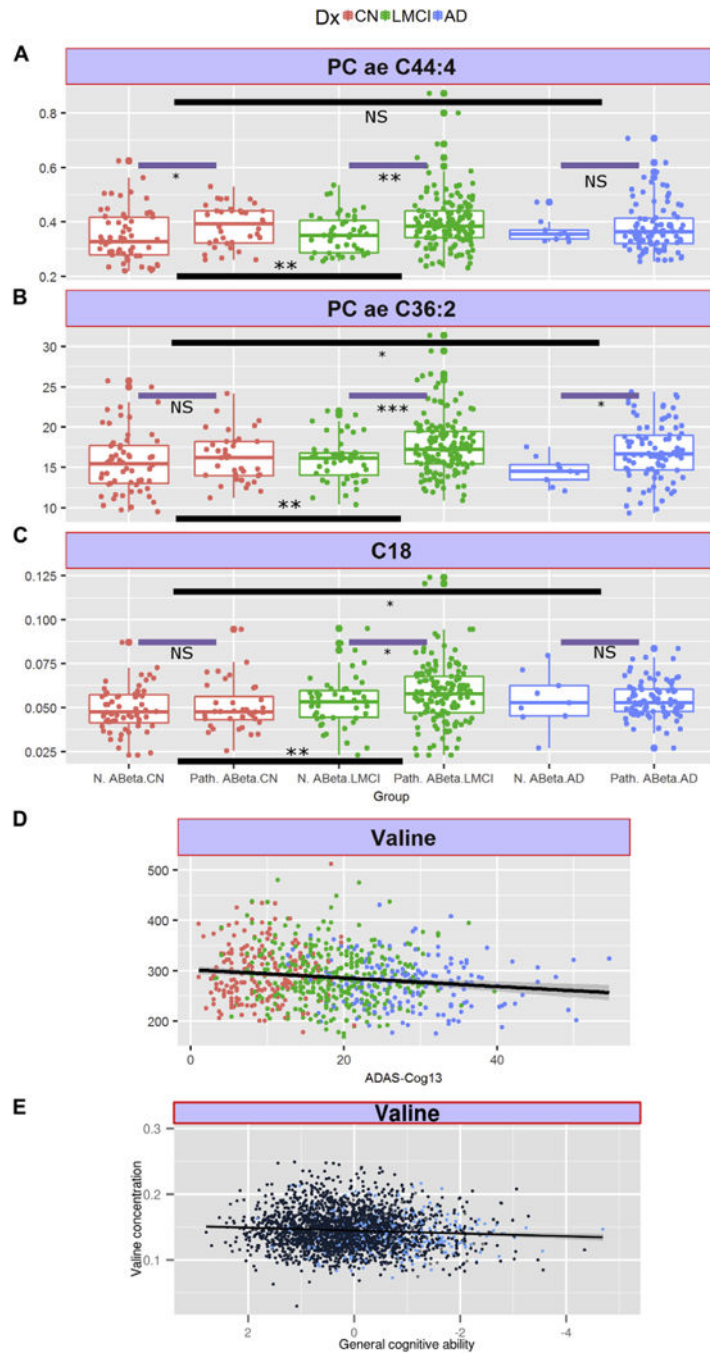 Dx CN LMCI AD
A
PC ae C44:4
NS
0.8
0.6
* ** NS
0.4
0.2
**
B
PC ae C36:2
30
*
25
NS *** *
20
15
10
**
C
C18
0.125
*
0.100
NS * NS
0.075
0.050
0.025
**
N. ABeta.CN Path. ABeta.CN N. ABeta.LMCI Path. ABeta.LMCI N. ABeta.AD Path. ABeta.AD
Group
D
Valine
500
400
300
200
0 20 40
ADAS-Cog13
E
Valine
0.3
0.2
0.1
Valine concentration
2 0 -2 -4
General cognitive ability